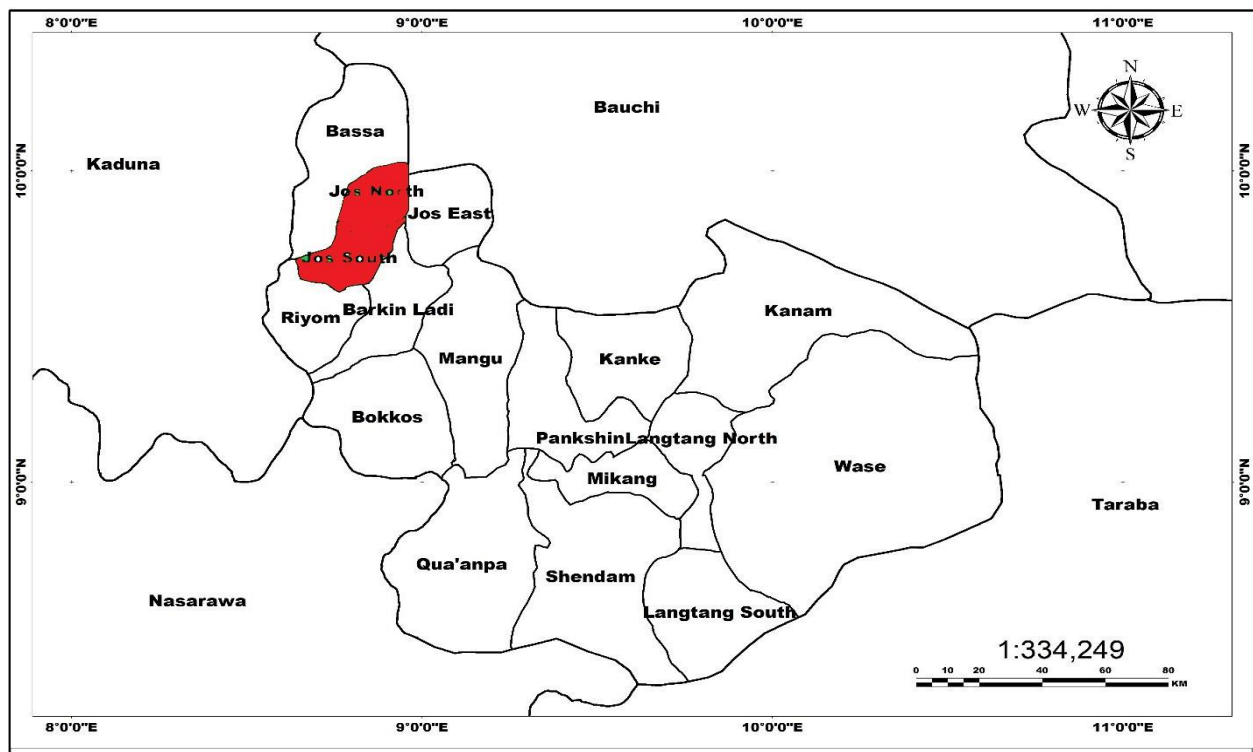 8°0'0"E 9°0'0"E 10°0'0"E 11°0'0"E
N
W E
S
Bauchi
Bassa
Kaduna
10°0'0"N 10°0'0"N
Jos North
Jos East
Jos South
Riyom Barkin Ladi
Kanam
Mangu Kanke
Bokkos
Pankshin Langtang North
Wase
Mikang
9°0'0"N 9°0'0"N
Taraba
Qua'anpa
Shendam
Nasarawa
Langtang South
1:334,249
0 10 20 40 60 80
KM
8°0'0"E 9°0'0"E 10°0'0"E 11°0'0"E